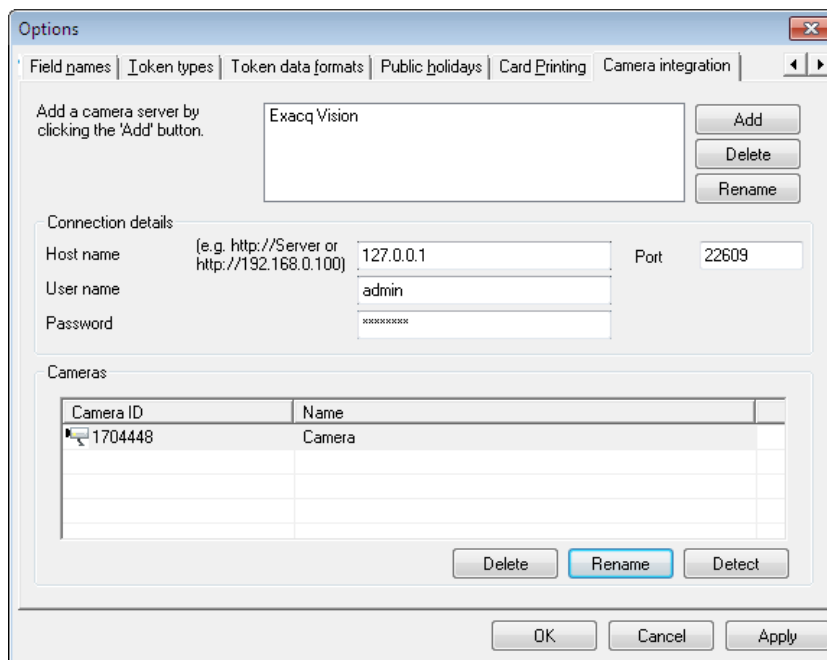 Options
Field names Token types Token data formats Public holidays Card Printing Camera integration
Add a camera server by
clicking the 'Add' button.
Exacq Vision
Add
Delete
Rename
Connection details
Host name
(e.g. http://Server or
http://192.168.0.100)
127.0.0.1
Port
22609
User name
admin
Password
********
Cameras
Camera ID Name
1704448 Camera
Delete Rename Detect
OK Cancel Apply